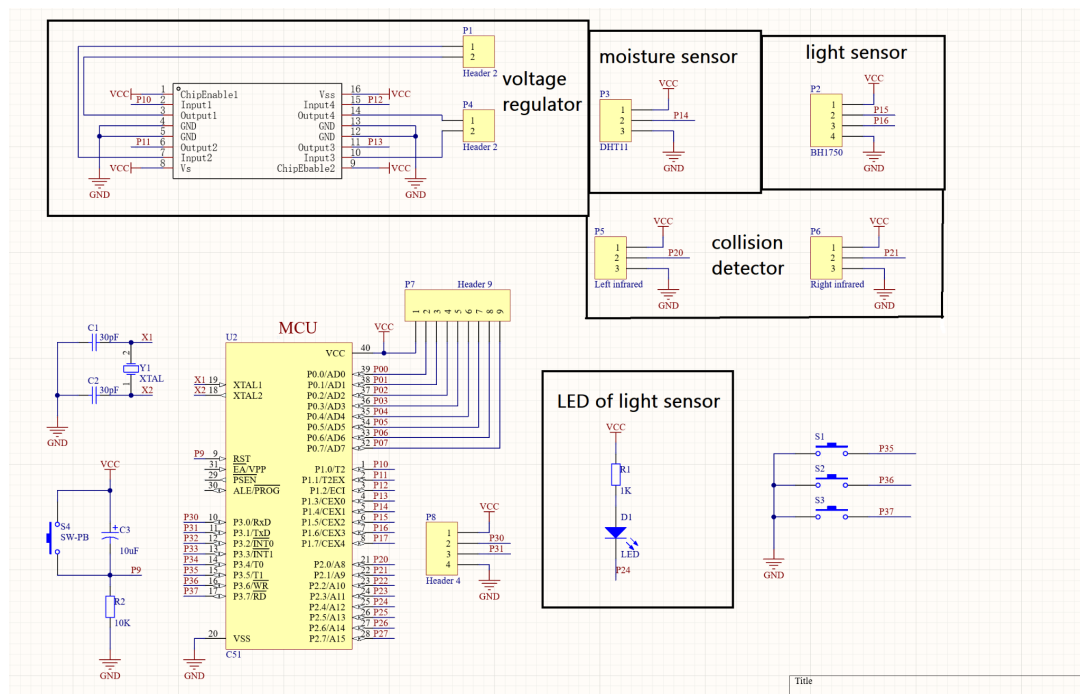 P1
1
2
Header 2
voltage
regulator
P4
1
2
Header 2
VCC 1 ChipEnable1 Vss 16 VCC
P10 2 Input1 Input4 15 P12
3 Output1 Output4 14
4 GND GND 13
5 GND GND 12
P11 6 Output2 Output3 11 P13
7 Input2 Input3 10
VCC 8 Vs ChipEbable2 9 VCC
GND
GND
moisture sensor
P3
VCC
1
2
3
P14
DHT11
GND
light sensor
P2
VCC
1
2
3
4
P15
P16
BH1750
GND
collision
detector
P5
VCC
1
2
3
P20
Left infrared
GND
P6
VCC
1
2
3
P21
Right infrared
GND
P7 Header 9
1 2 3 4 5 6 7 8 9
VCC
MCU
U2
C1
30pF
X1
2
Y1
XTAL
1
C2
30pF
X2
GND
VCC 40
X1 19 XTAL1
X2 18 XTAL2
P0.0/AD0 39 P00
P0.1/AD1 38 P01
P0.2/AD2 37 P02
P0.3/AD3 36 P03
P0.4/AD4 35 P04
P0.5/AD5 34 P05
P0.6/AD6 33 P06
P0.7/AD7 32 P07
P9 9 RST
31 EA/VPP
29 PSEN
30 ALE/PROG
P1.0/T2 1 P10
P1.1/T2EX 2 P11
P1.2/ECI 3 P12
P1.3/CEX0 4 P13
P1.4/CEX1 5 P14
P1.5/CEX2 6 P15
P1.6/CEX3 7 P16
P1.7/CEX4 8 P17
P30 10 P3.0/RxD
P31 11 P3.1/TxD
P32 12 P3.2/INT0
P33 13 P3.3/INT1
P34 14 P3.4/T0
P35 15 P3.5/T1
P36 16 P3.6/WR
P37 17 P3.7/RD
P2.0/A8 21 P20
P2.1/A9 22 P21
P2.2/A10 23 P22
P2.3/A11 24 P23
P2.4/A12 25 P24
P2.5/A13 26 P25
P2.6/A14 27 P26
P2.7/A15 28 P27
20 VSS
C51
GND
VCC
S4
SW-PB
+ C3
10uF
P9
R2
10K
GND
P8
VCC
1
2
3
4
P30
P31
Header 4
GND
LED of light sensor
VCC
R1
1K
D1
LED
P24
S1
P35
S2
P36
S3
P37
GND
Title